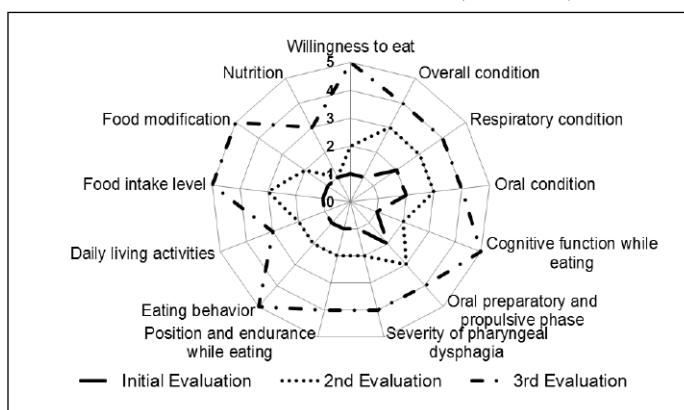 Willingness to eat
5
Nutrition
Overall condition
4
Food modification
3
Respiratory condition
2
Food intake level
1
Oral condition
0
Daily living activities
Cognitive function while
eating
Eating behavior
Oral preparatory and
propulsive phase
Position and endurance
while eating
Severity of pharyngeal
dysphagia
Initial Evaluation
2nd Evaluation
3rd Evaluation